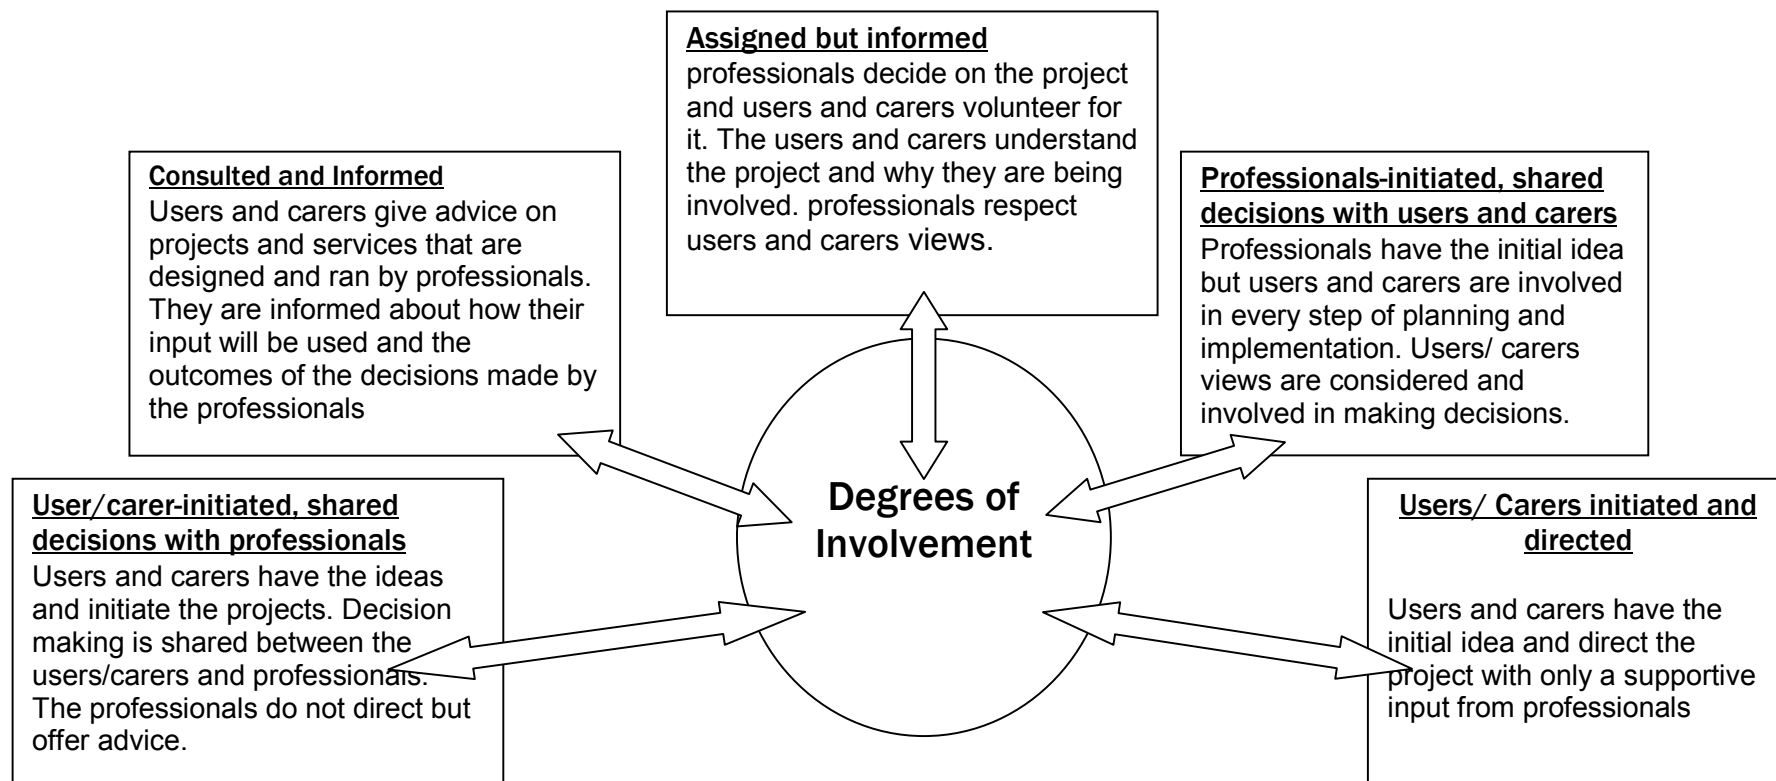 Assigned but informed
professionals decide on the project
and users and carers volunteer for
it. The users and carers understand
the project and why they are being
involved. professionals respect
users and carers views.
Consulted and Informed
Users and carers give advice on
projects and services that are
designed and ran by professionals.
They are informed about how their
input will be used and the
outcomes of the decisions made by
the professionals
Professionals-initiated, shared
decisions with users and carers
Professionals have the initial idea
but users and carers are involved
in every step of planning and
implementation. Users/ carers
views are considered and
involved in making decisions.
Degrees of
Involvement
User/carer-initiated, shared
decisions with professionals
Users and carers have the ideas
and initiate the projects. Decision
making is shared between the
users/carers and professionals.
The professionals do not direct but
offer advice.
Users/ Carers initiated and
directed
Users and carers have the
initial idea and direct the
project with only a supportive
input from professionals